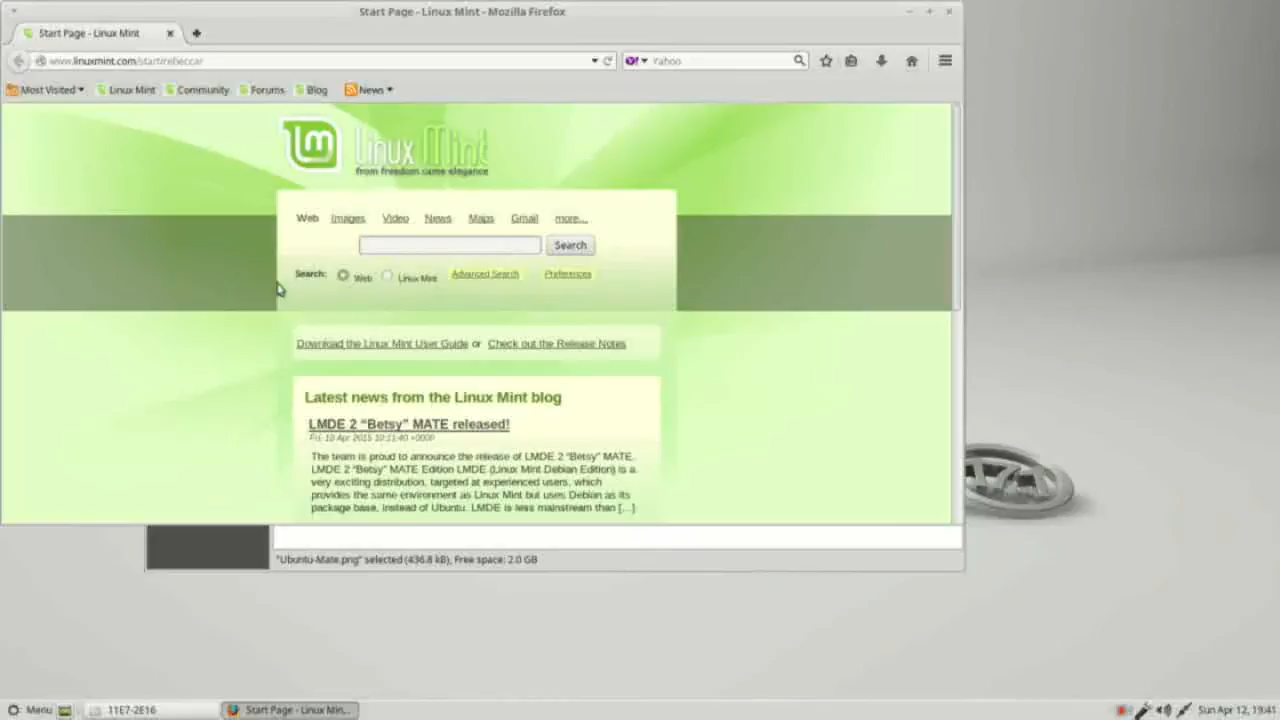 Start Page - Linux Mint - Mozilla Firefox
Start Page - Linux Mint
www.linuxmint.com/start/rebecca/
Yahoo
Most Visited
Linux Mint
Community
Forums
Blog
News
Linux Mint
from freedom came elegance
Web Images Video News Maps Gmail more...
Search
Search: Web Linux Mint Advanced Search Preferences
Download the Linux Mint User Guide or Check out the Release Notes
Latest news from the Linux Mint blog
LMDE 2 “Betsy” MATE released!
Fri, 10 Apr 2015 10:21:40 +0000
The team is proud to announce the release of LMDE 2 “Betsy” MATE.
LMDE 2 “Betsy” MATE Edition LMDE (Linux Mint Debian Edition) is a
very exciting distribution, targeted at experienced users, which
provides the same environment as Linux Mint but uses Debian as its
package base, instead of Ubuntu. LMDE is less mainstream than [...]
17.1
"Ubuntu-Mate.png" selected (436.8 kB), Free space: 2.0 GB
Menu
11E7-2E16
Start Page - Linux Min...
Sun Apr 12, 19:41